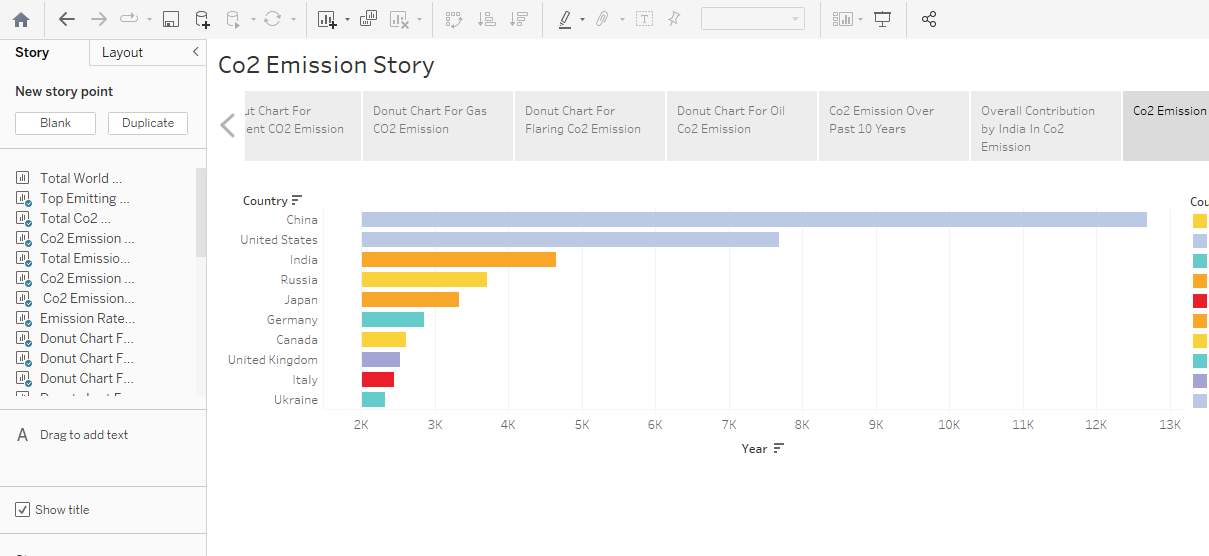 Story
Layout
New story point
Blank
Duplicate
Total World ...
Top Emitting ...
Total Co2 ...
Co2 Emission ...
Total Emissio...
Co2 Emission ...
Co2 Emission...
Emission Rate...
Donut Chart F...
Donut Chart F...
Donut Chart F...
A Drag to add text
Show title
Co2 Emission Story
ut Chart For
ent CO2 Emission
Donut Chart For Gas
CO2 Emission
Donut Chart For
Flaring Co2 Emission
Donut Chart For Oil
Co2 Emission
Co2 Emission Over
Past 10 Years
Overall Contribution
by India In Co2
Emission
Co2 Emission
Country
China
United States
India
Russia
Japan
Germany
Canada
United Kingdom
Italy
Ukraine
2K 3K 4K 5K 6K 7K 8K 9K 10K 11K 12K 13K
Year
Cou